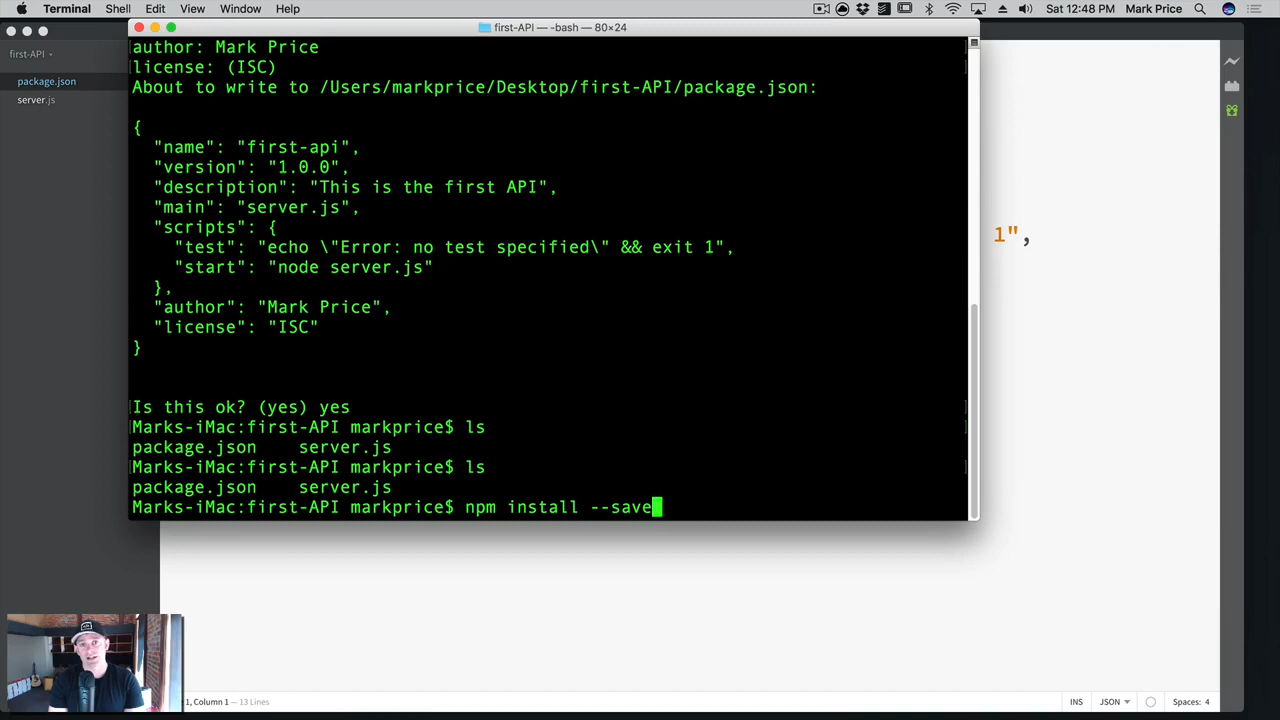 Terminal Shell Edit View Window Help
Sat 12:48 PM Mark Price
first-API — -bash — 80×24
first-API
package.json
server.js
author: Mark Price
license: (ISC)
About to write to /Users/markprice/Desktop/first-API/package.json:
{
"name": "first-api",
"version": "1.0.0",
"description": "This is the first API",
"main": "server.js",
"scripts": {
"test": "echo \"Error: no test specified\" && exit 1",
"start": "node server.js"
},
"author": "Mark Price",
"license": "ISC"
}
1",
Is this ok? (yes) yes
Marks-iMac:first-API markprice$ ls
package.json server.js
Marks-iMac:first-API markprice$ ls
package.json server.js
Marks-iMac:first-API markprice$ npm install --save
1, Column 1 — 13 Lines
INS JSON Spaces: 4